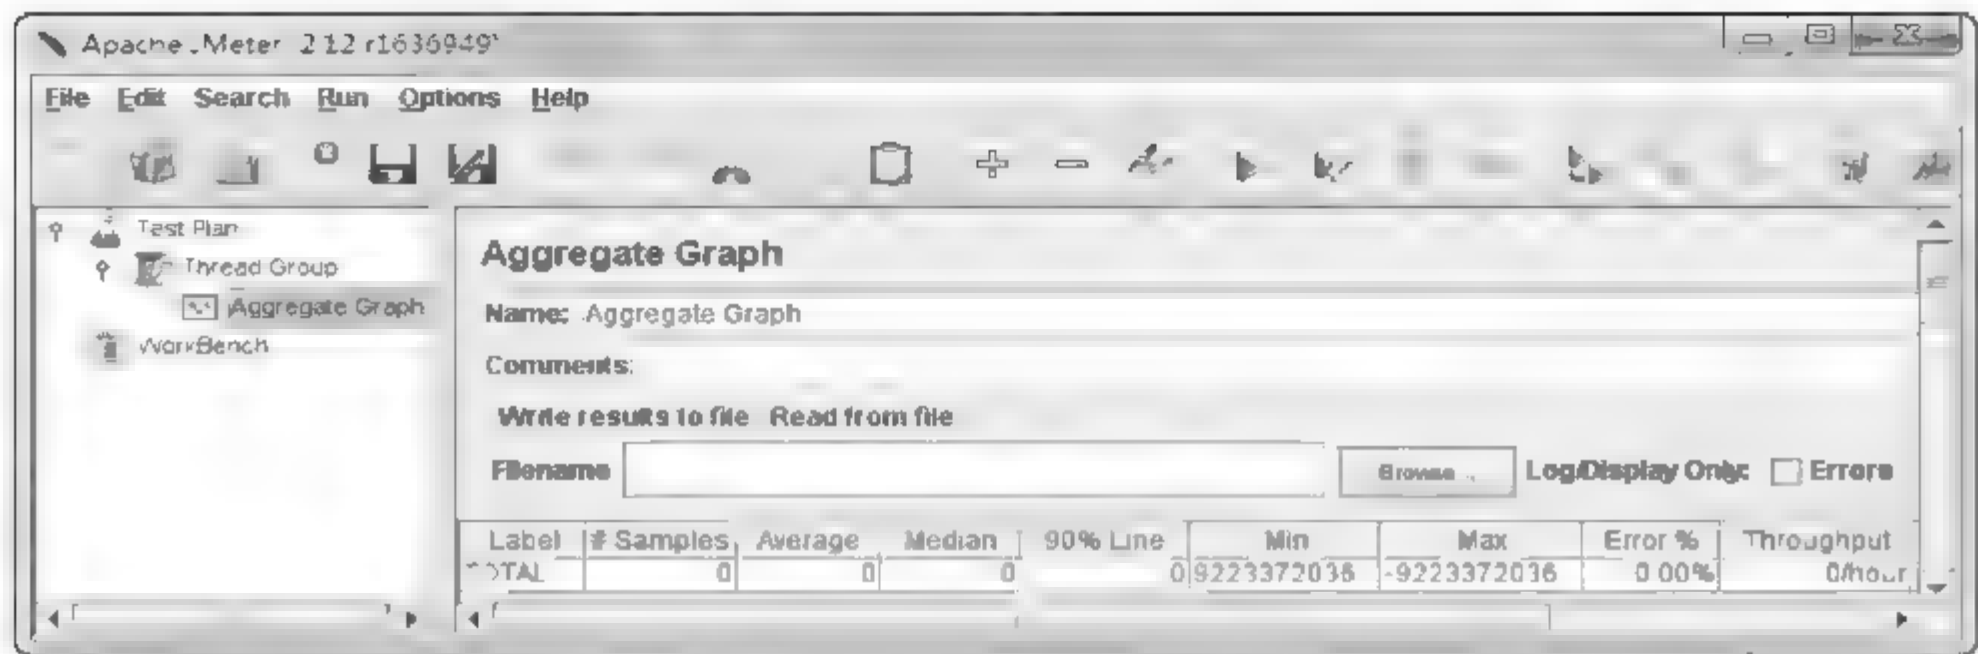 Apache JMeter 2.12 r1636949
File Edit Search Run Options Help
Test Plan
Thread Group
Aggregate Graph
WorkBench
Aggregate Graph
Name: Aggregate Graph
Comments:
Write results to file Read from file
Filename Browse... Log/Display Only: Errors
Label # Samples Average Median 90% Line Min Max Error % Throughput
TOTAL 0 0 0 0 9223372036 -9223372036 0.00% 0/hour